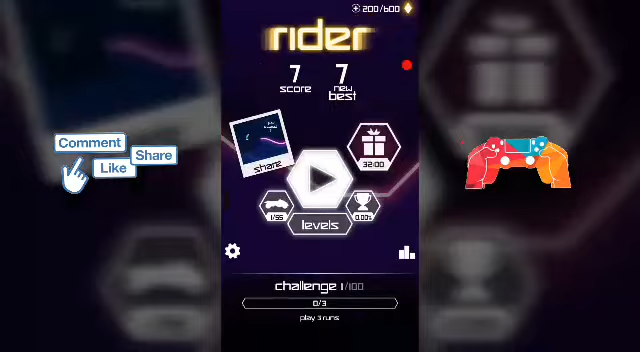 200/600
rider
7 7
score new
best
Comment
Share
Like
share
32:00
1/55
0.00%
levels
challenge 1/100
0/3
play 3 runs